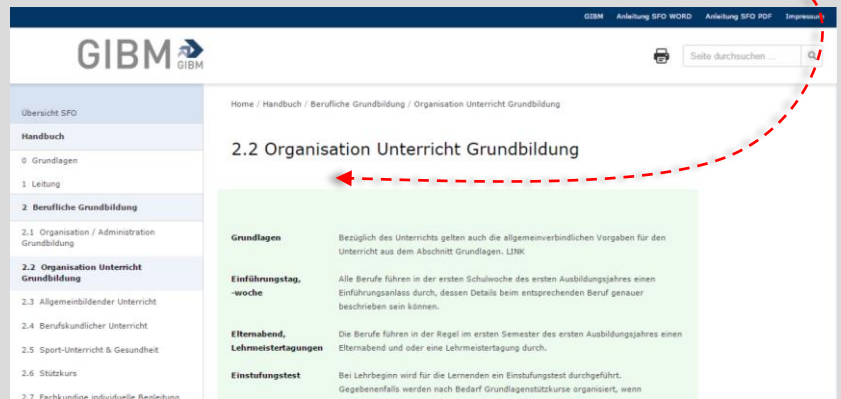 GIBM Anleitung SFO WORD Anleitung SFO PDF Impressum
GIBM GIBM
Seite durchsuchen ...
Übersicht SFO
Handbuch
0 Grundlagen
1 Leitung
2 Berufliche Grundbildung
2.1 Organisation / Administration
Grundbildung
2.2 Organisation Unterricht
Grundbildung
2.3 Allgemeinbildender Unterricht
2.4 Berufskundlicher Unterricht
2.5 Sport-Unterricht & Gesundheit
2.6 Stützkurs
2.7 Fachkundige individuelle Begleitung
Home / Handbuch / Berufliche Grundbildung / Organisation Unterricht Grundbildung
2.2 Organisation Unterricht Grundbildung
Grundlagen Bezüglich des Unterrichts gelten auch die allgemeinverbindlichen Vorgaben für den
Unterricht aus dem Abschnitt Grundlagen. LINK
Einführungstag, Alle Berufe führen in der ersten Schulwoche des ersten Ausbildungsjahres einen
-woche Einführungsanlass durch, dessen Details beim entsprechenden Beruf genauer
beschrieben sein können.
Elternabend, Die Berufe führen in der Regel im ersten Semester des ersten Ausbildungsjahres einen
Lehrmeistertagungen Elternabend und oder eine Lehrmeistertagung durch.
Einstufungstest Bei Lehrbeginn wird für die Lernenden ein Einstufungstest durchgeführt.
Gegebenenfalls werden nach Bedarf Grundlagenstützkurse organisiert, wenn